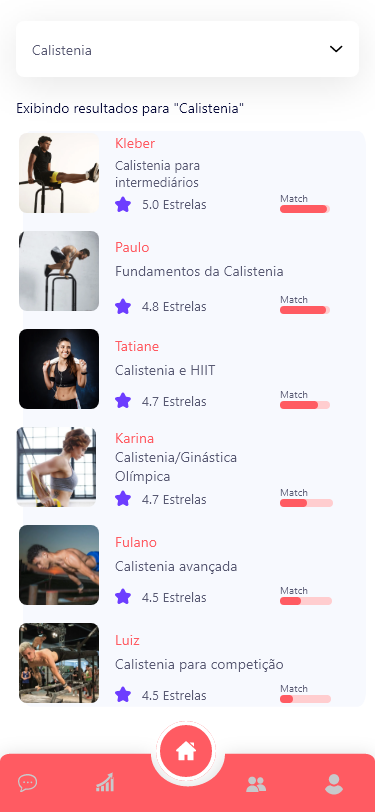 Calistenia
Exibindo resultados para "Calistenia"
Kleber
Calistenia para
intermediários
5.0 Estrelas
Match
Paulo
Fundamentos da Calistenia
4.8 Estrelas
Match
Tatiane
Calistenia e HIIT
4.7 Estrelas
Match
Karina
Calistenia/Ginástica
Olímpica
4.7 Estrelas
Match
Fulano
Calistenia avançada
4.5 Estrelas
Match
Luiz
Calistenia para competição
4.5 Estrelas
Match